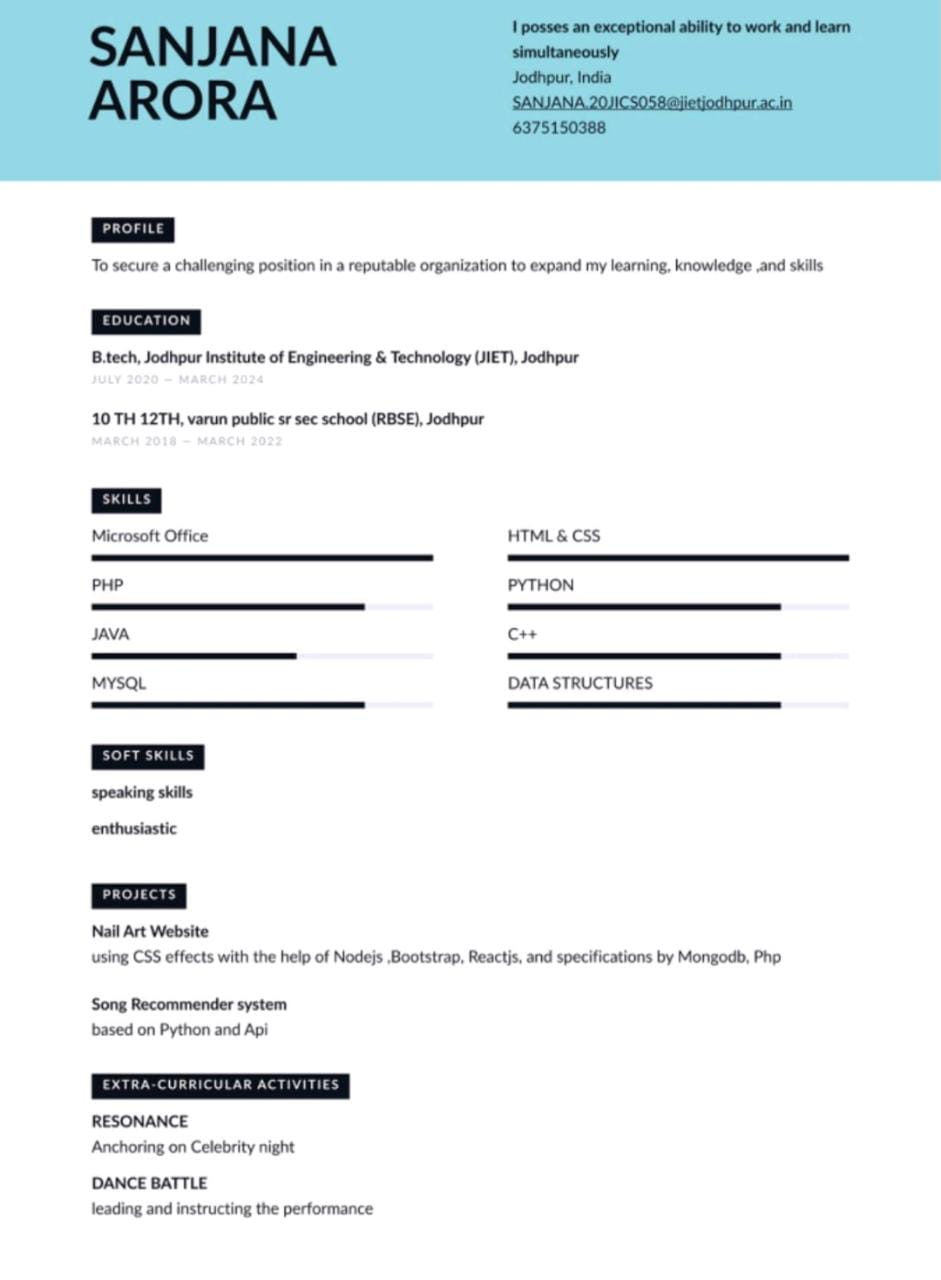 SANJANA
ARORA
I posses an exceptional ability to work and learn
simultaneously
Jodhpur, India
SANJANA.20JICS058@jietjodhpur.ac.in
6375150388
PROFILE
To secure a challenging position in a reputable organization to expand my learning, knowledge ,and skills
EDUCATION
B.tech, Jodhpur Institute of Engineering & Technology (JIET), Jodhpur
JULY 2020 — MARCH 2024
10 TH 12TH, varun public sr sec school (RBSE), Jodhpur
MARCH 2018 — MARCH 2022
SKILLS
Microsoft Office
HTML & CSS
PHP
PYTHON
JAVA
C++
MYSQL
DATA STRUCTURES
SOFT SKILLS
speaking skills
enthusiastic
PROJECTS
Nail Art Website
using CSS effects with the help of Nodejs ,Bootstrap, Reactjs, and specifications by Mongodb, Php
Song Recommender system
based on Python and Api
EXTRA-CURRICULAR ACTIVITIES
RESONANCE
Anchoring on Celebrity night
DANCE BATTLE
leading and instructing the performance